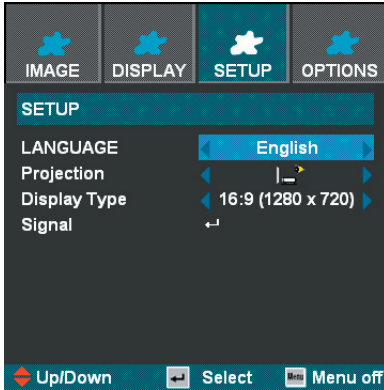 IMAGE DISPLAY SETUP OPTIONS
SETUP
LANGUAGE English
Projection
Display Type 16:9 (1280 x 720)
Signal
Up/Down Select Menu Menu off